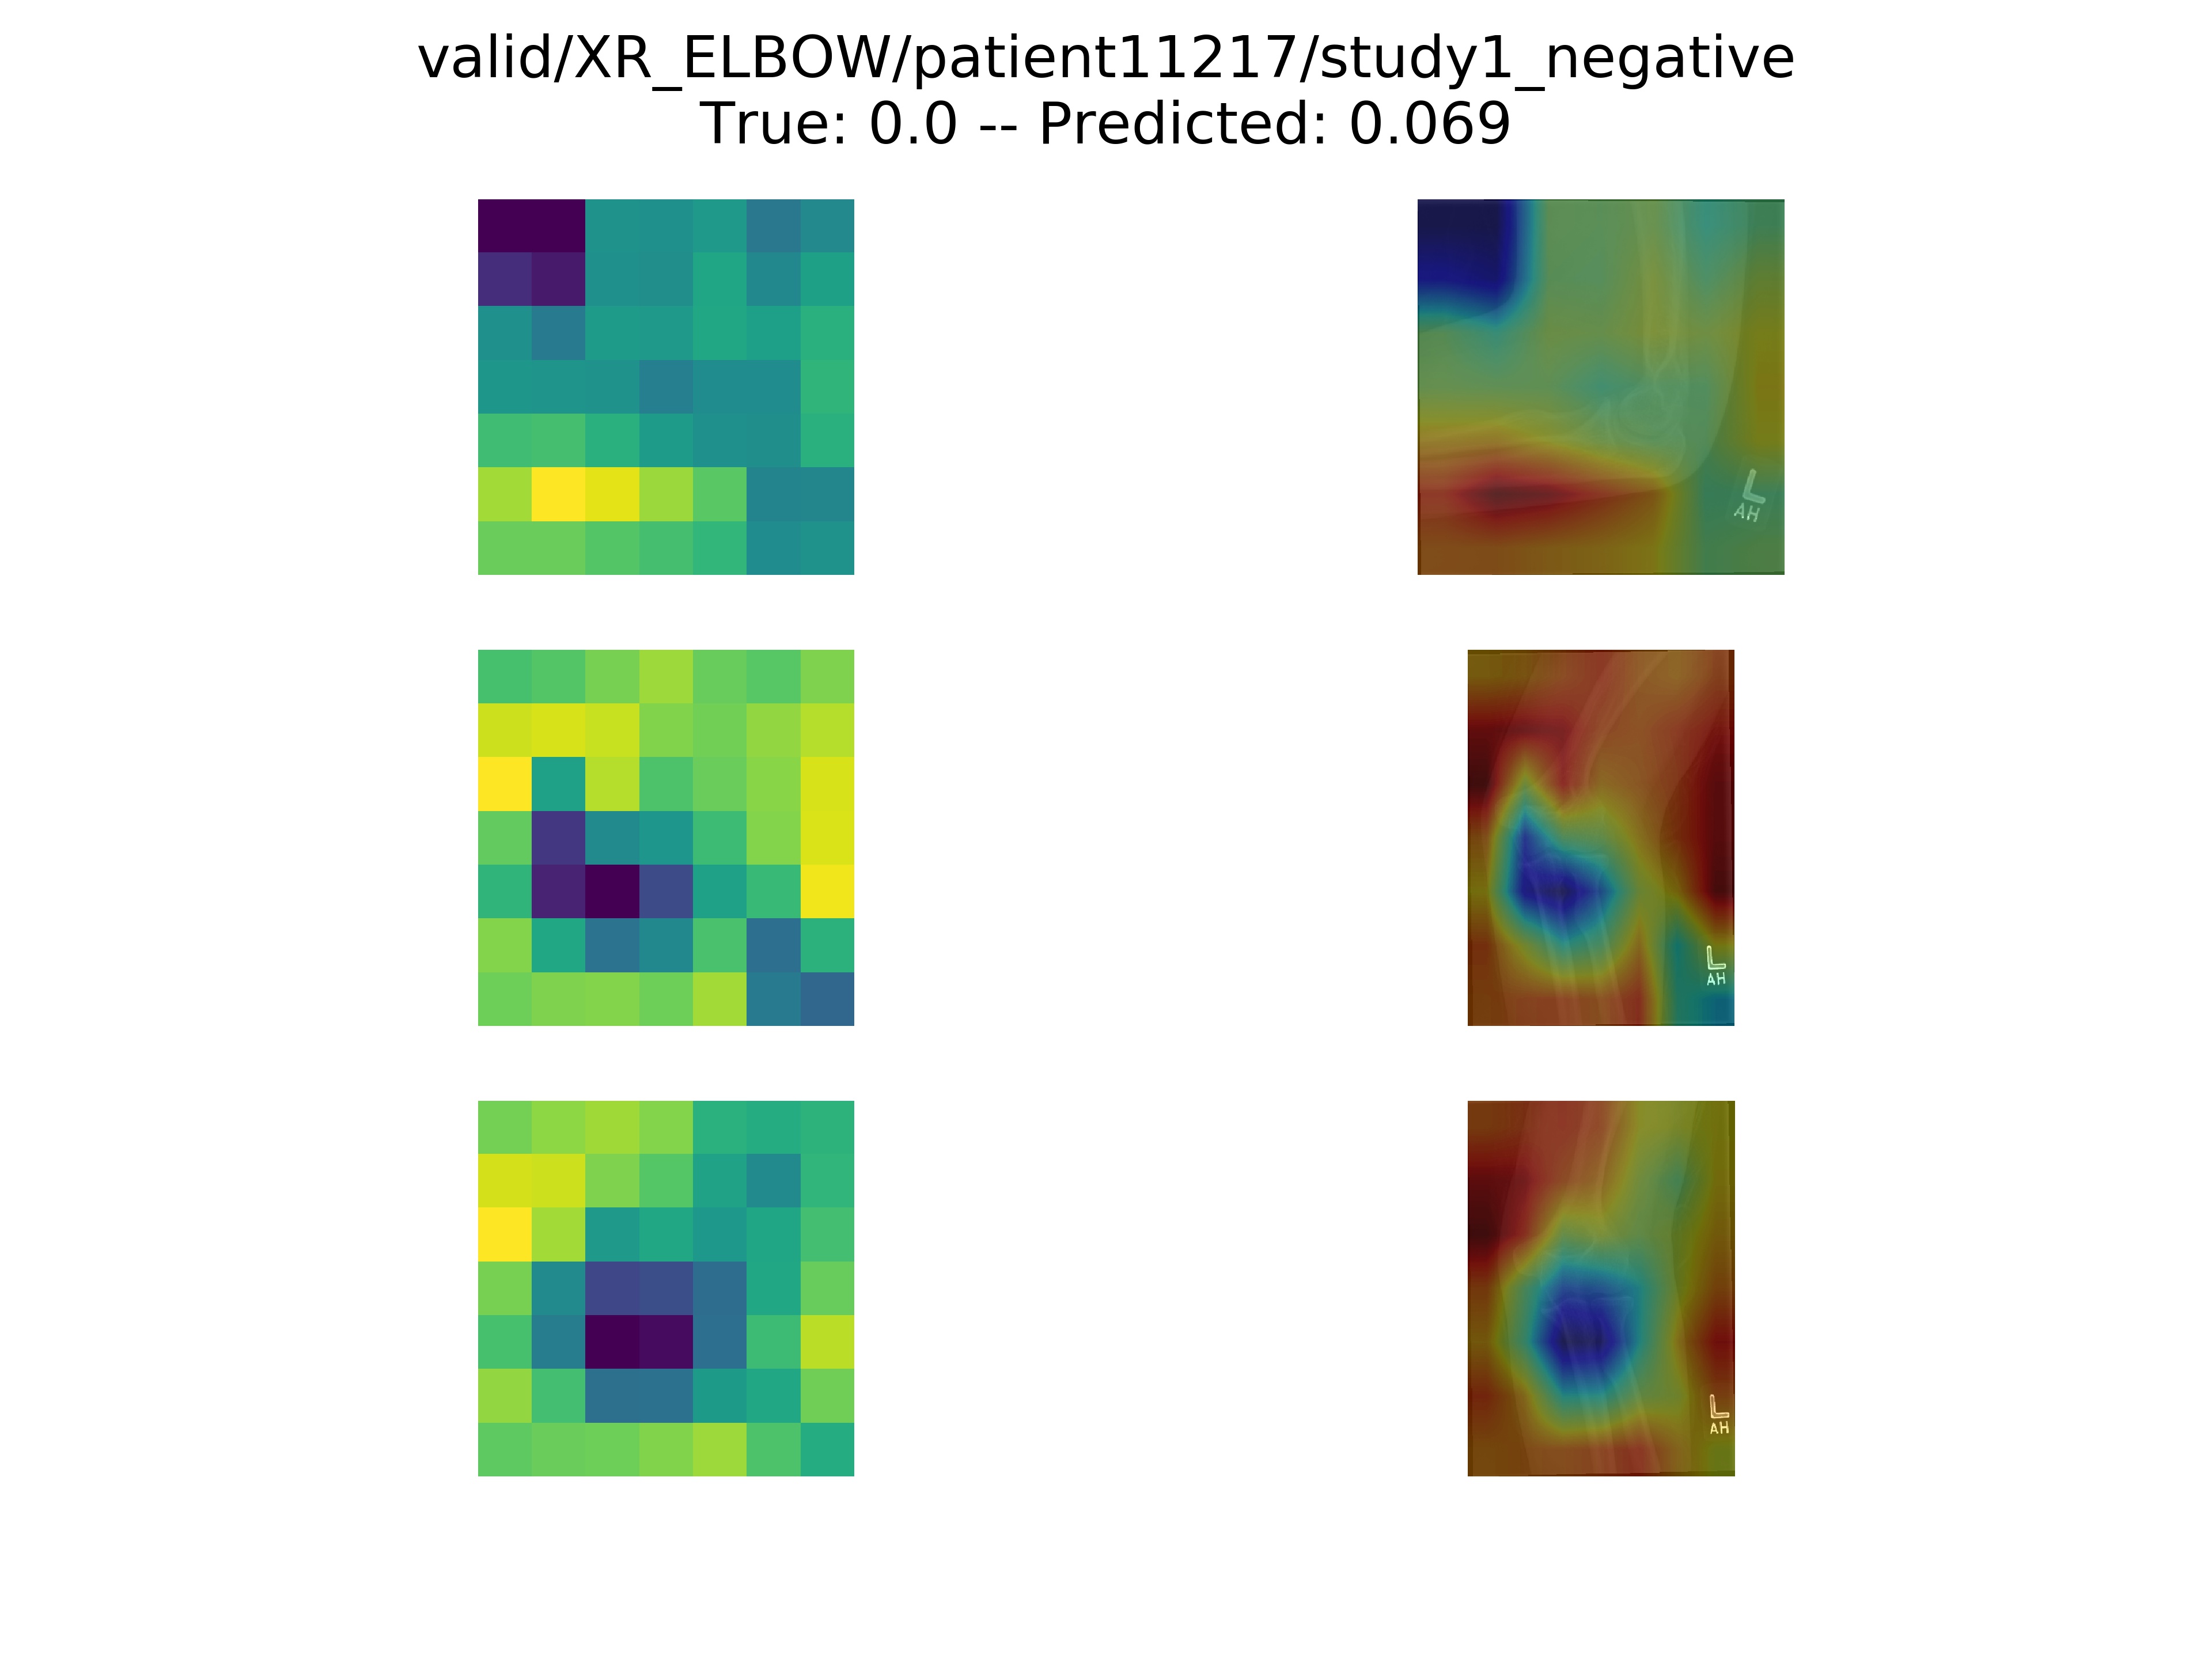 valid/XR_ELBOW/patient11217/study1_negative
True: 0.0 -- Predicted: 0.069
L
AH
L
AH
L
AH